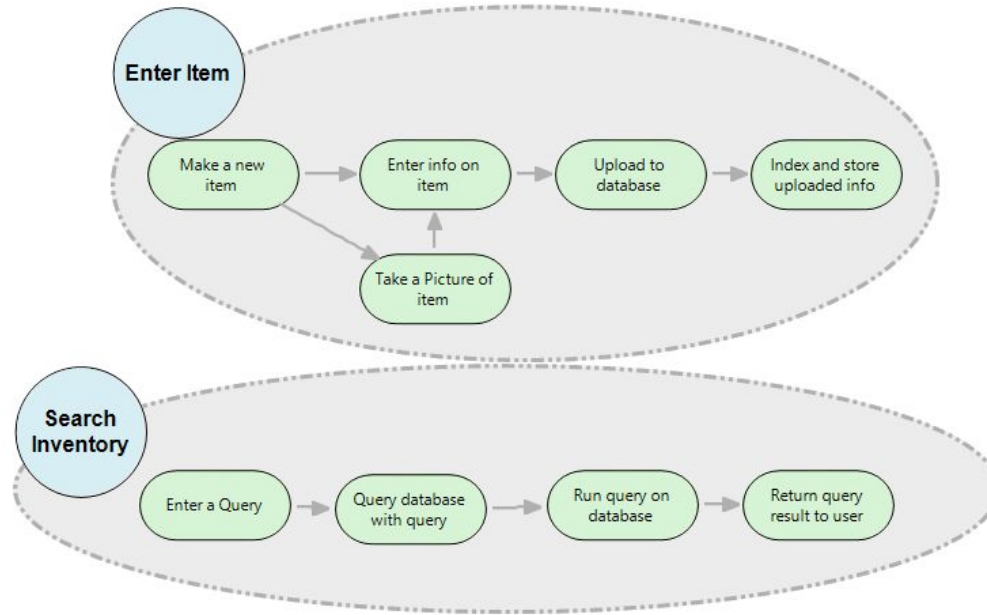 Enter Item
Make a new
item
Enter info on
item
Upload to
database
Index and store
uploaded info
Take a Picture of
item
Search
Inventory
Enter a Query
Query database
with query
Run query on
database
Return query
result to user